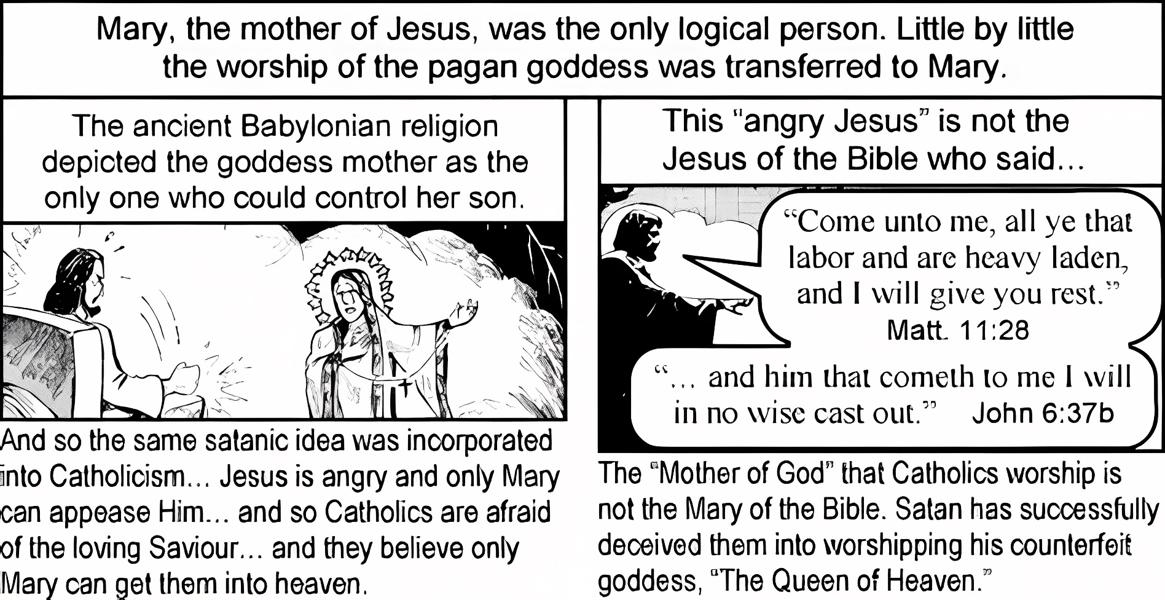 Mary, the mother of Jesus, was the only logical person. Little by little
the worship of the pagan goddess was transferred to Mary.
The ancient Babylonian religion
depicted the goddess mother as the
only one who could control her son.
And so the same satanic idea was incorporated
into Catholicism... Jesus is angry and only Mary
can appease Him... and so Catholics are afraid
of the loving Saviour... and they believe only
Mary can get them into heaven.
This "angry Jesus" is not the
Jesus of the Bible who said...
“Come unto me, all ye that
labor and are heavy laden,
and I will give you rest.”
Matt. 11:28
“... and him that cometh to me I will
in no wise cast out.” John 6:37b
The "Mother of God" that Catholics worship is
not the Mary of the Bible. Satan has successfully
deceived them into worshipping his counterfeit
goddess, "The Queen of Heaven."